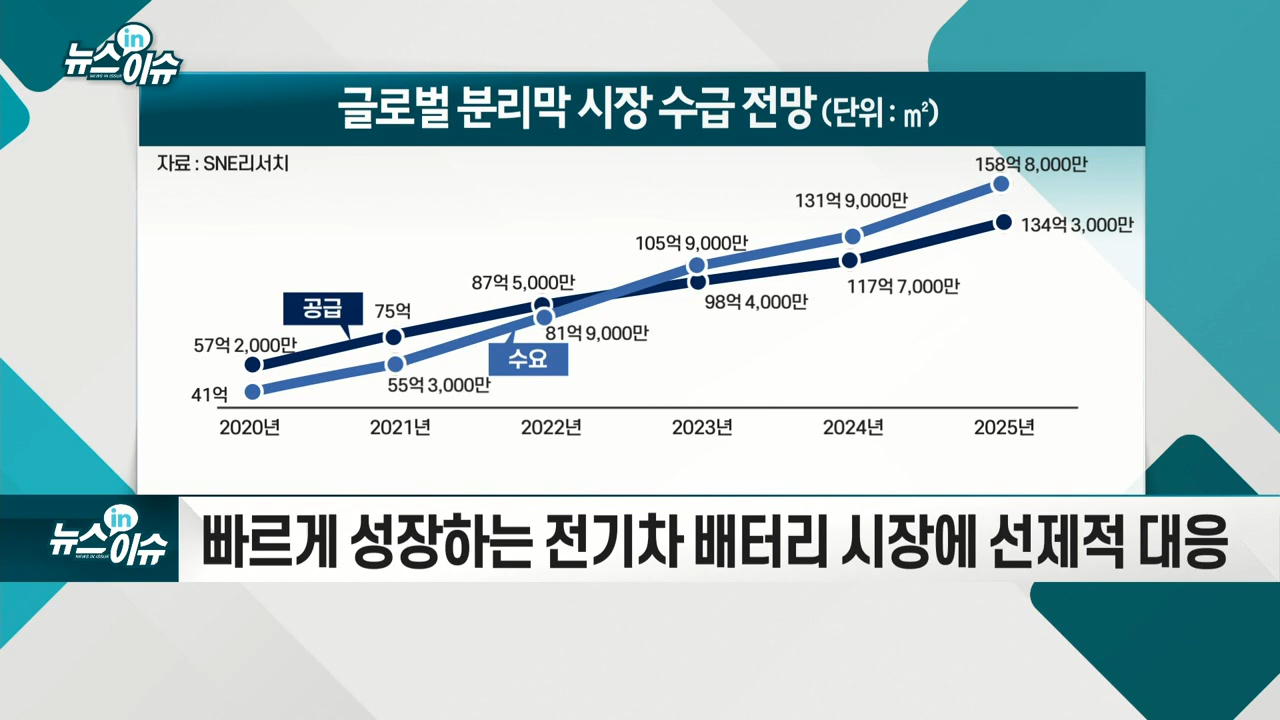 뉴스in이슈
NEWS IN ISSUE
글로벌 분리막 시장 수급 전망 (단위 : ㎡)
자료 : SNE리서치
158억 8,000만
131억 9,000만
134억 3,000만
105억 9,000만
87억 5,000만
117억 7,000만
98억 4,000만
공급
75억
81억 9,000만
57억 2,000만
수요
55억 3,000만
41억
2020년 2021년 2022년 2023년 2024년 2025년
뉴스in이슈
NEWS IN ISSUE
빠르게 성장하는 전기차 배터리 시장에 선제적 대응